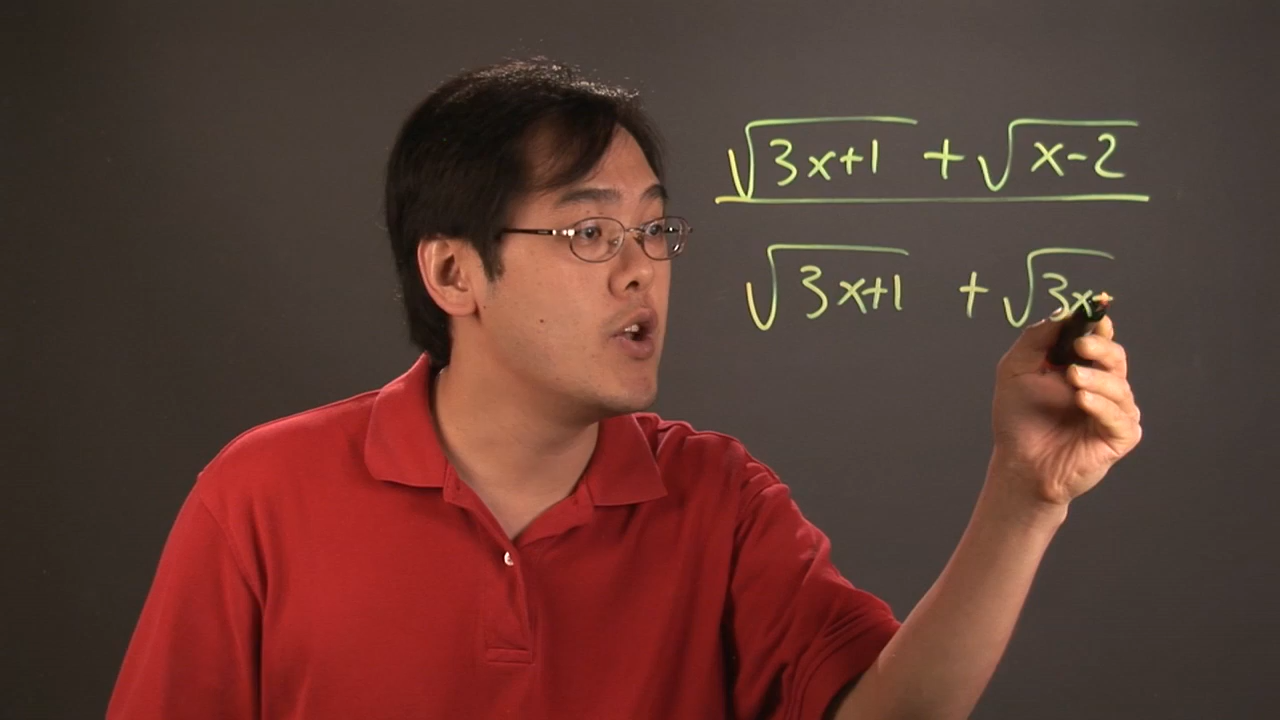 √3x+1 + √x-2
√3x+1 + √3x+